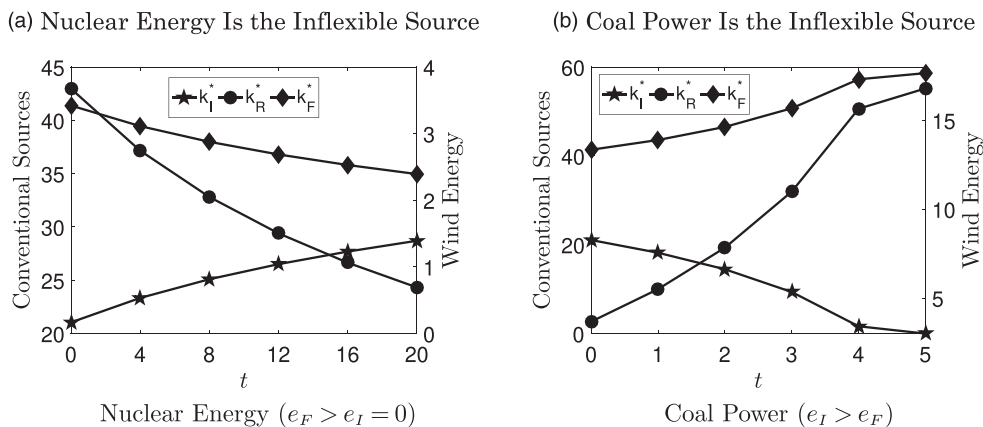 (a) Nuclear Energy Is the Inflexible Source
45
40
35
30
25
20
4
3
2
1
0
Conventional Sources
Wind Energy
k*I k*R k*F
0 4 8 12 16 20
t
Nuclear Energy (eF > eI = 0)
(b) Coal Power Is the Inflexible Source
60
40
20
0
15
10
5
Conventional Sources
Wind Energy
k*I k*R k*F
0 1 2 3 4 5
t
Coal Power (eI > eF)